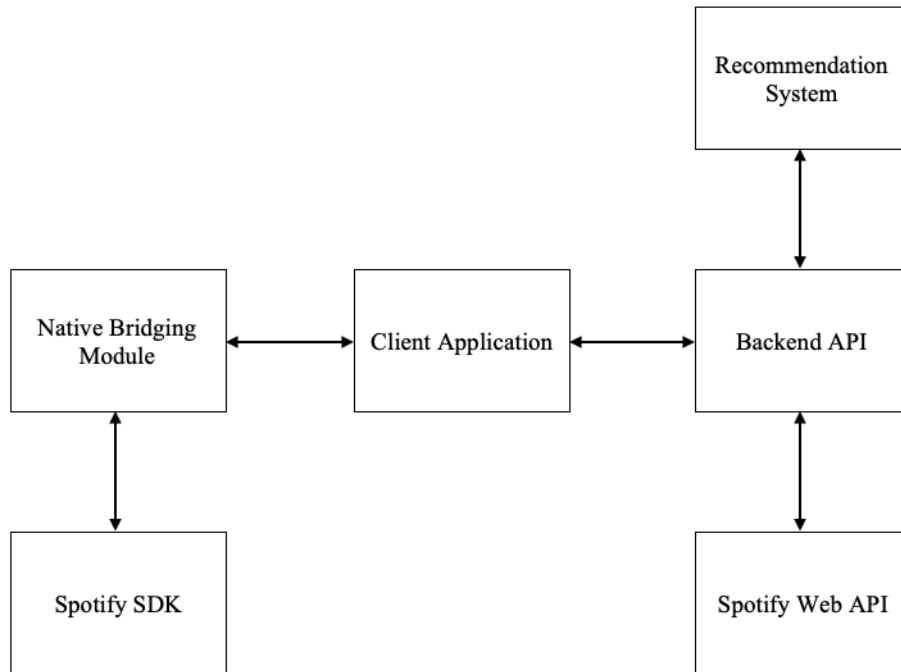 Recommendation
System
Native Bridging
Module
Client Application
Backend API
Spotify SDK
Spotify Web API